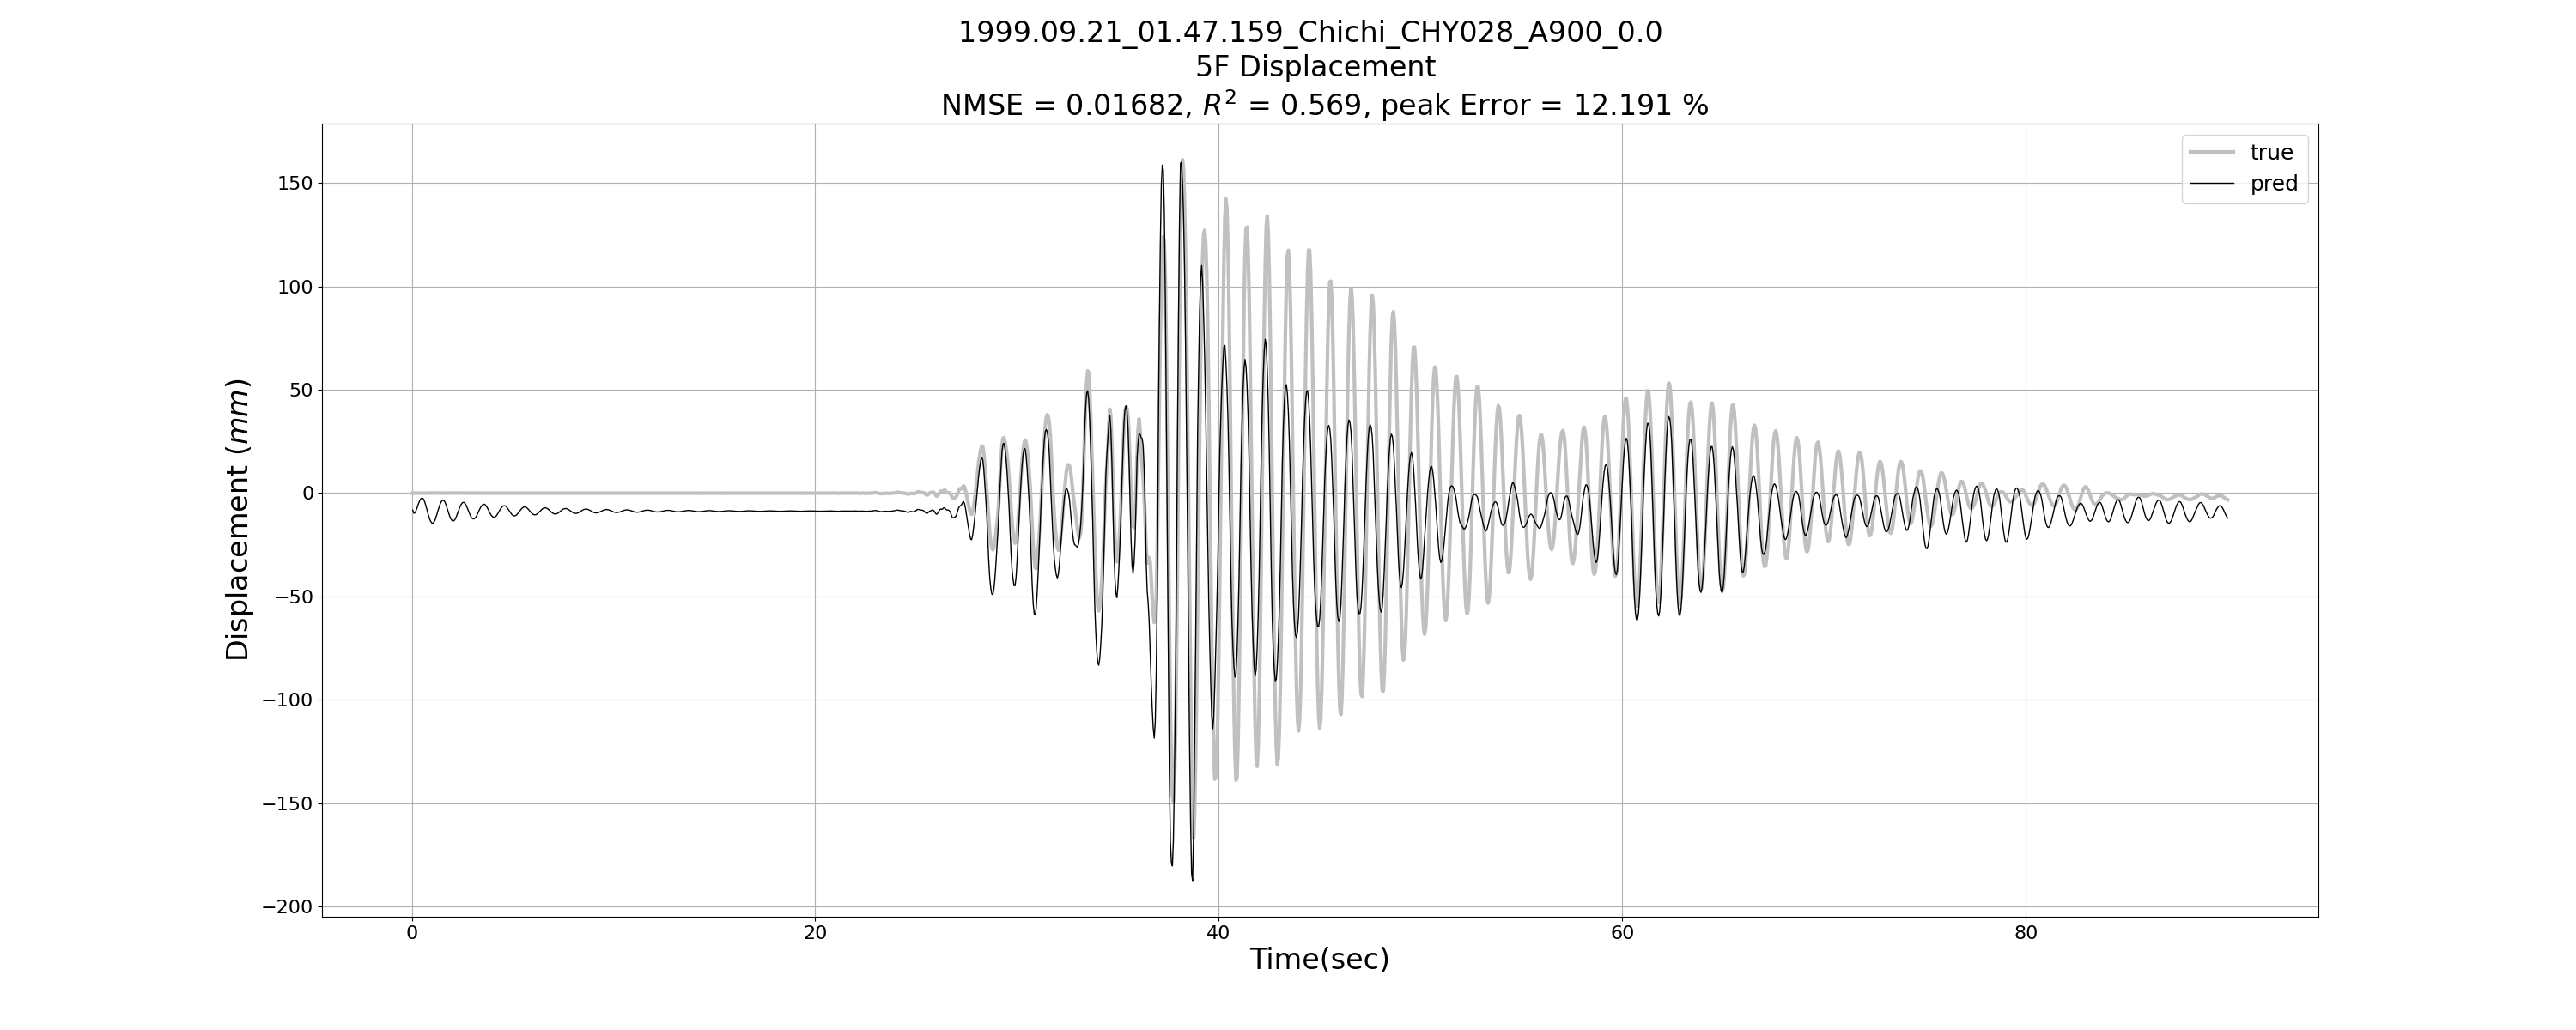 1999.09.21_01.47.159_Chichi_CHY028_A900_0.0
5F Displacement
NMSE = 0.01682, R² = 0.569, peak Error = 12.191 %
true
pred
Displacement (mm)
150
100
50
0
−50
−100
−150
−200
0 20 40 60 80
Time(sec)